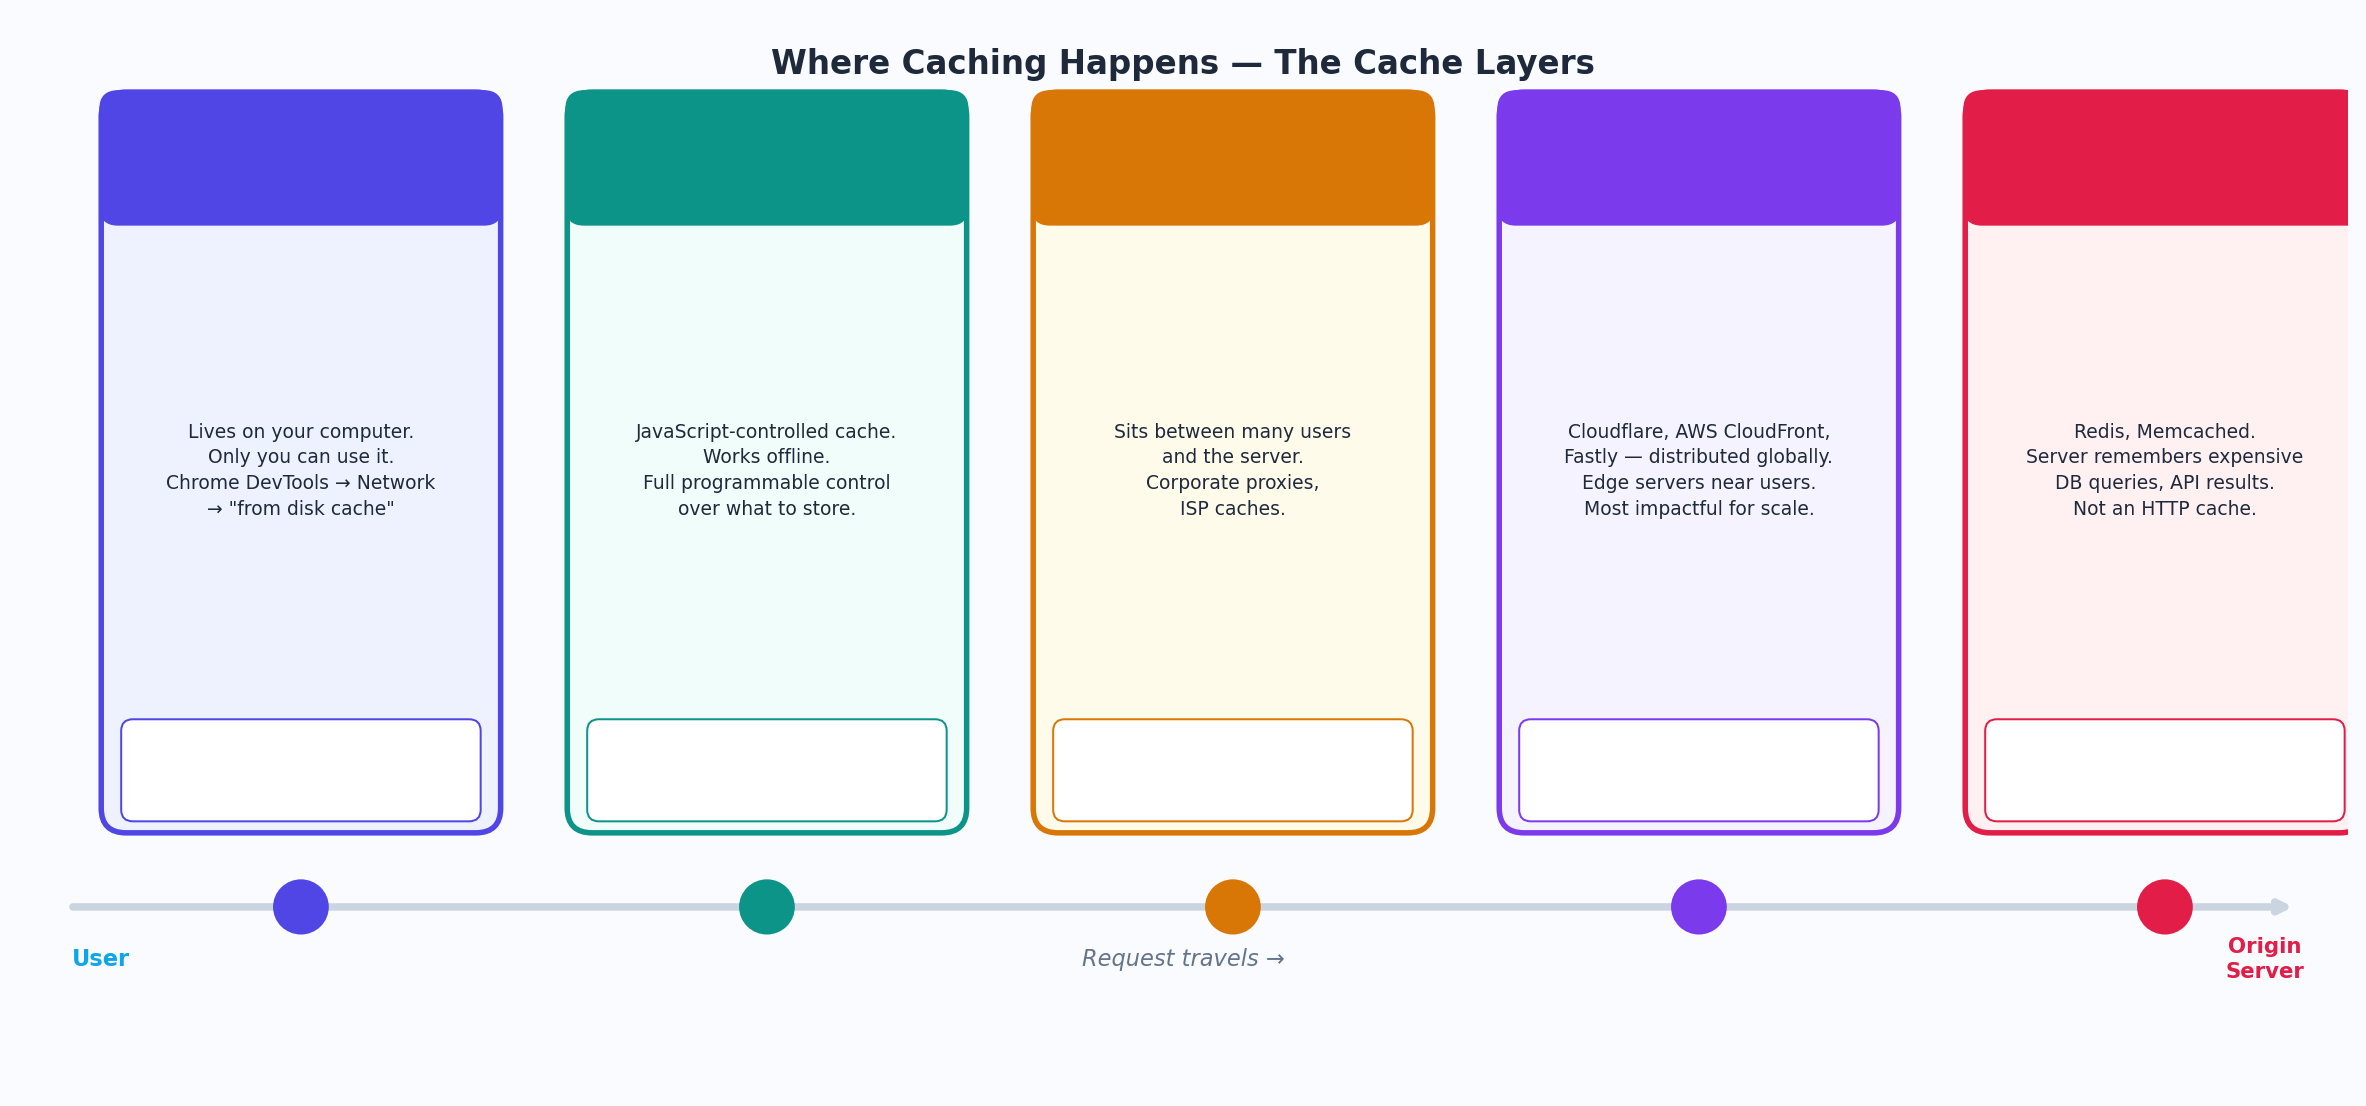 Where Caching Happens — The Cache Layers
Lives on your computer.
Only you can use it.
Chrome DevTools → Network
→ "from disk cache"
JavaScript-controlled cache.
Works offline.
Full programmable control
over what to store.
Sits between many users
and the server.
Corporate proxies,
ISP caches.
Cloudflare, AWS CloudFront,
Fastly — distributed globally.
Edge servers near users.
Most impactful for scale.
Redis, Memcached.
Server remembers expensive
DB queries, API results.
Not an HTTP cache.
User
Request travels →
Origin
Server